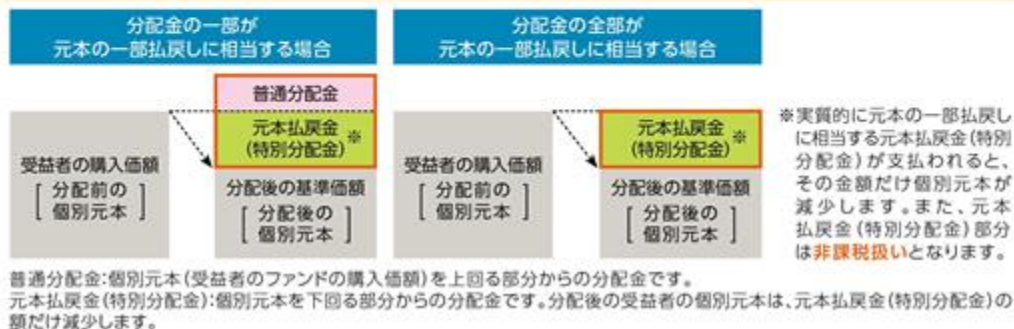 分配金の一部が
元本の一部払戻しに相当する場合
分配金の全部が
元本の一部払戻しに相当する場合
受益者の購入価額
[ 分配前の
個別元本 ]
普通分配金
元本払戻金
(特別分配金) ※
分配後の基準価額
[ 分配後の
個別元本 ]
受益者の購入価額
[ 分配前の
個別元本 ]
元本払戻金
(特別分配金) ※
分配後の基準価額
[ 分配後の
個別元本 ]
※実質的に元本の一部払戻し
に相当する元本払戻金(特別
分配金)が支払われると、
その金額だけ個別元本が
減少します。また、元本
払戻金(特別分配金)部分
は非課税扱いとなります。
普通分配金:個別元本(受益者のファンドの購入価額)を上回る部分からの分配金です。
元本払戻金(特別分配金):個別元本を下回る部分からの分配金です。分配後の受益者の個別元本は、元本払戻金(特別分配金)の
額だけ減少します。